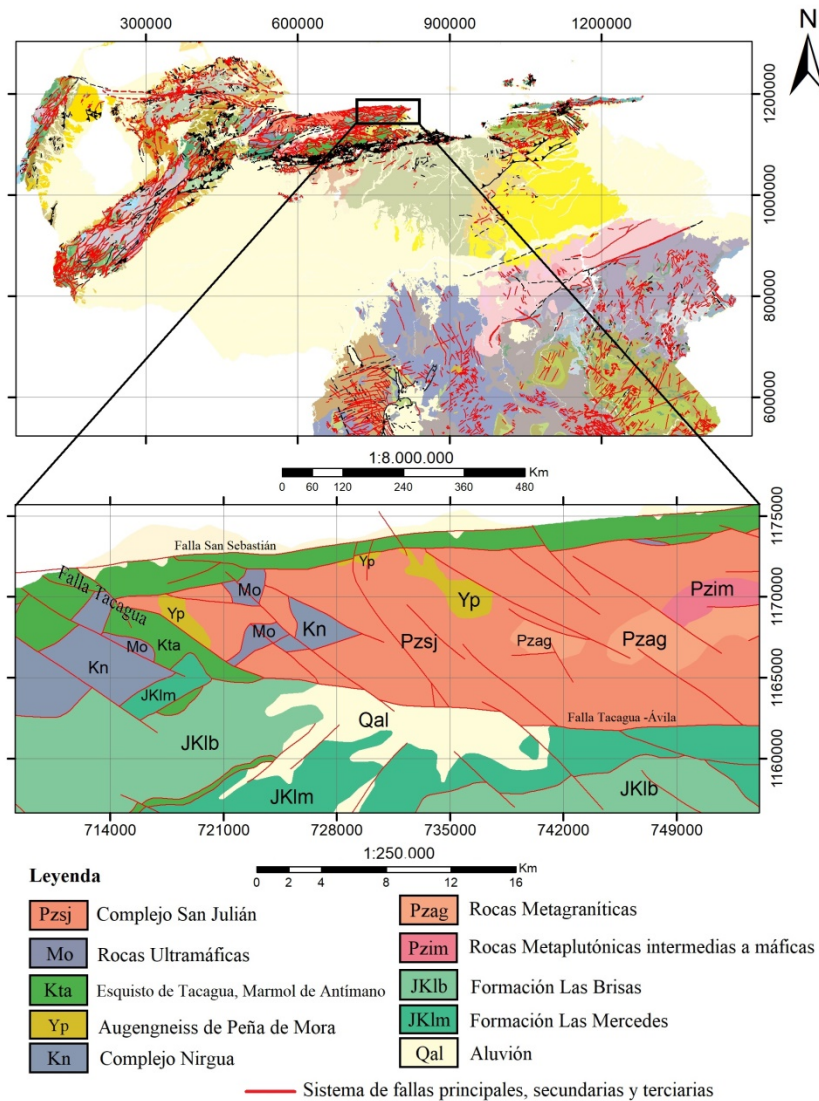 300000 600000 9000000 1200000
N
1200000
1000000
800000
600000
1:8.000.000
Km
0 60 120 240 360 480
1175000
1170000
1165000
1160000
Falla San Sebastián
Falla Tacagua
Yp
Mo
Yp
Yp
Pzim
Mo
Kn
Mo
Kta
Pzsj
Pzag
Pzag
Kn
JKlm
Qal
Falla Tacagua -Ávila
JKlb
JKlm
JKlb
714000 721000 728000 735000 742000 749000
1:250.000
Km
0 2 4 8 12 16
Leyenda
Pzsj Complejo San Julián
Mo Rocas Ultramáficas
Kta Esquisto de Tacagua, Marmol de Antímano
Yp Augengneiss de Peña de Mora
Kn Complejo Nirgua
Pzag Rocas Metagraníticas
Pzim Rocas Metaplutónicas intermedias a máficas
JKlb Formación Las Brisas
JKlm Formación Las Mercedes
Qal Aluvión
Sistema de fallas principales, secundarias y terciarias